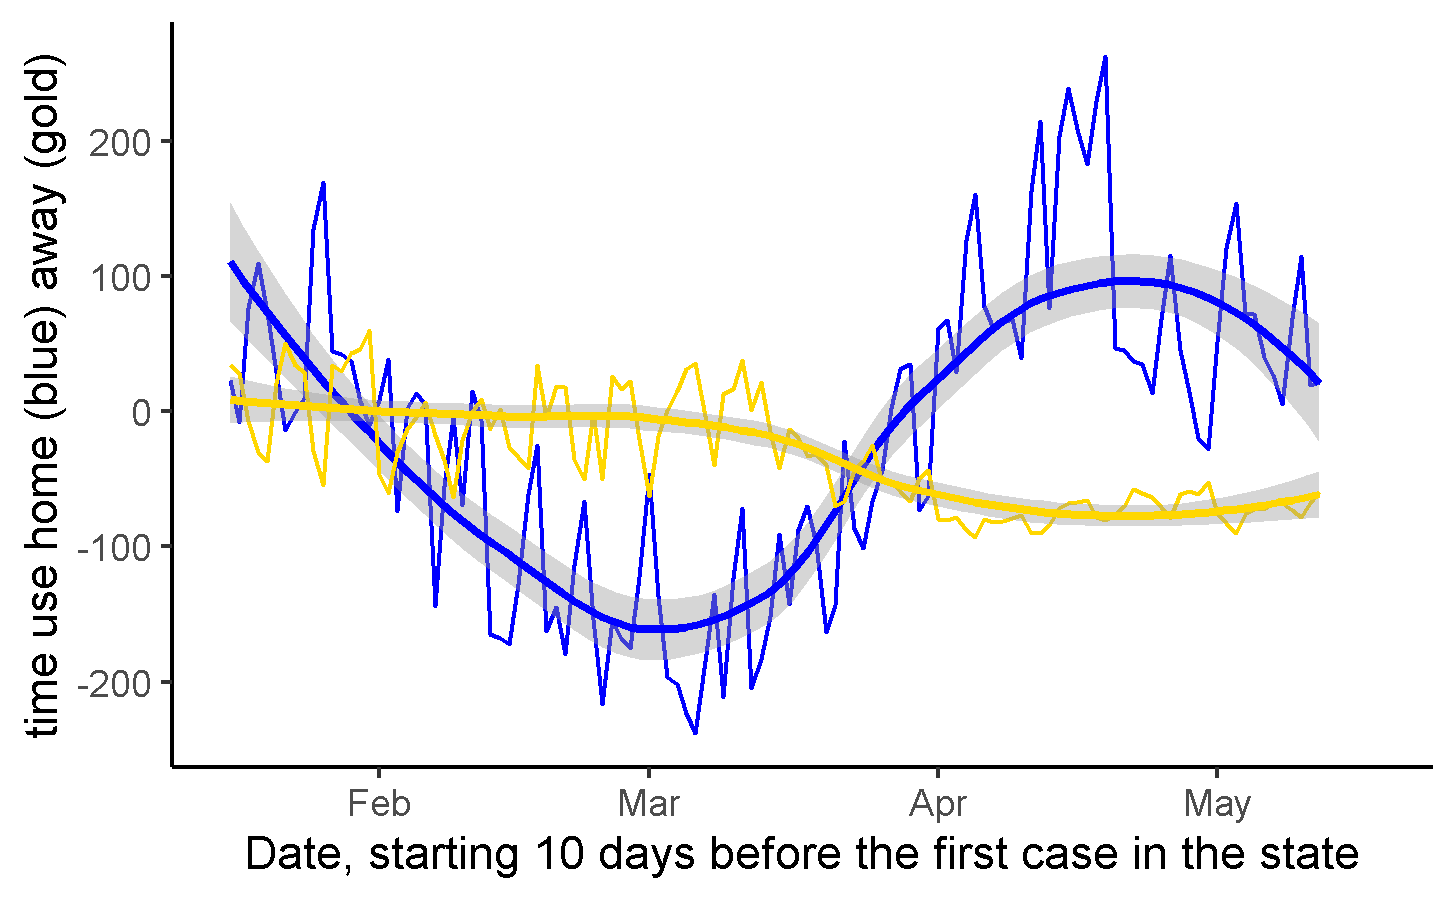 time use home (blue) away (gold)
200
100
0
-100
-200
Feb Mar Apr May
Date, starting 10 days before the first case in the state